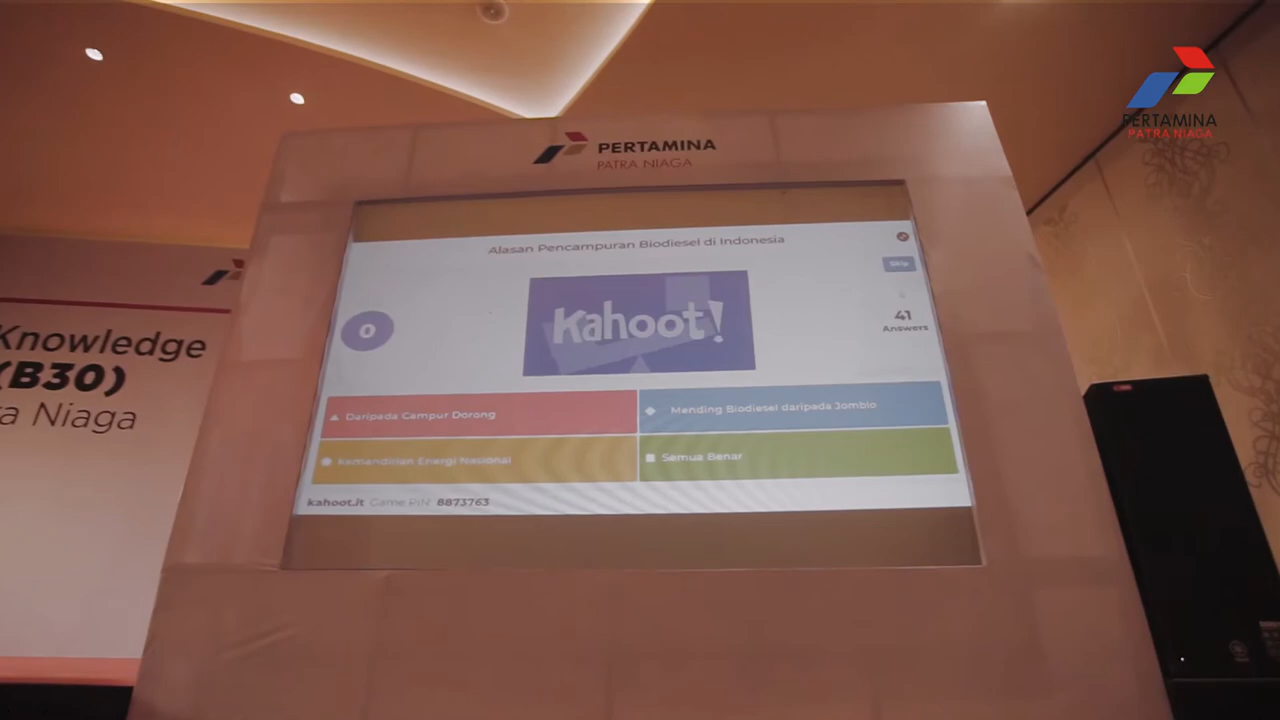 PERTAMINA
PATRA NIAGA
PERTAMINA
PATRA NIAGA
Knowledge
(B30)
ra Niaga
Alasan Pencampuran Biodiesel di Indonesia
Skip
0
Kahoot!
41
Answers
Daripada Campur Dorong
Mending Biodiesel daripada Jomblo
Kemandirian Energi Nasional
Semua Benar
kahoot.it Game PIN: 8873763